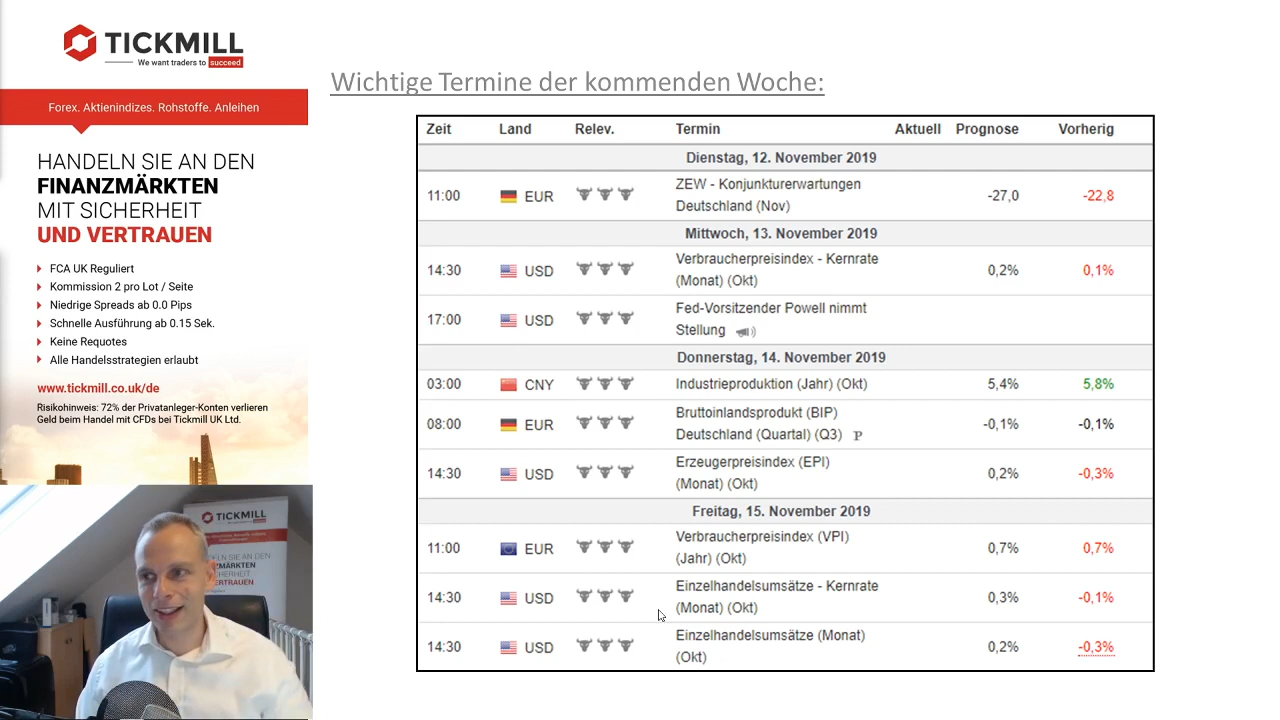 TICKMILL
We want traders to succeed
Forex. Aktienindizes. Rohstoffe. Anleihen
HANDELN SIE AN DEN
FINANZMÄRKTEN
MIT SICHERHEIT
UND VERTRAUEN
FCA UK Reguliert
Kommission 2 pro Lot / Seite
Niedrige Spreads ab 0.0 Pips
Schnelle Ausführung ab 0.15 Sek.
Keine Requotes
Alle Handelsstrategien erlaubt
www.tickmill.co.uk/de
Risikohinweis: 72% der Privatanleger-Konten verlieren
Geld beim Handel mit CFDs bei Tickmill UK Ltd.
TICKMILL
DELN SIE AN DEN
NZMÄRKTEN
ICHERHEIT
ERTRAUEN
Wichtige Termine der kommenden Woche:
Zeit Land Relev. Termin Aktuell Prognose Vorherig
Dienstag, 12. November 2019
ZEW - Konjunkturerwartungen
11:00 EUR -27,0 -22,8
Deutschland (Nov)
Mittwoch, 13. November 2019
Verbraucherpreisindex - Kernrate
14:30 USD 0,2% 0,1%
(Monat) (Okt)
Fed-Vorsitzender Powell nimmt
17:00 USD
Stellung
Donnerstag, 14. November 2019
03:00 CNY Industrieproduktion (Jahr) (Okt) 5,4% 5,8%
Bruttoinlandsprodukt (BIP)
08:00 EUR -0,1% -0,1%
Deutschland (Quartal) (Q3) P
Erzeugerpreisindex (EPI)
14:30 USD 0,2% -0,3%
(Monat) (Okt)
Freitag, 15. November 2019
Verbraucherpreisindex (VPI)
11:00 EUR 0,7% 0,7%
(Jahr) (Okt)
Einzelhandelsumsätze - Kernrate
14:30 USD 0,3% -0,1%
(Monat) (Okt)
Einzelhandelsumsätze (Monat)
14:30 USD 0,2% -0,3%
(Okt)